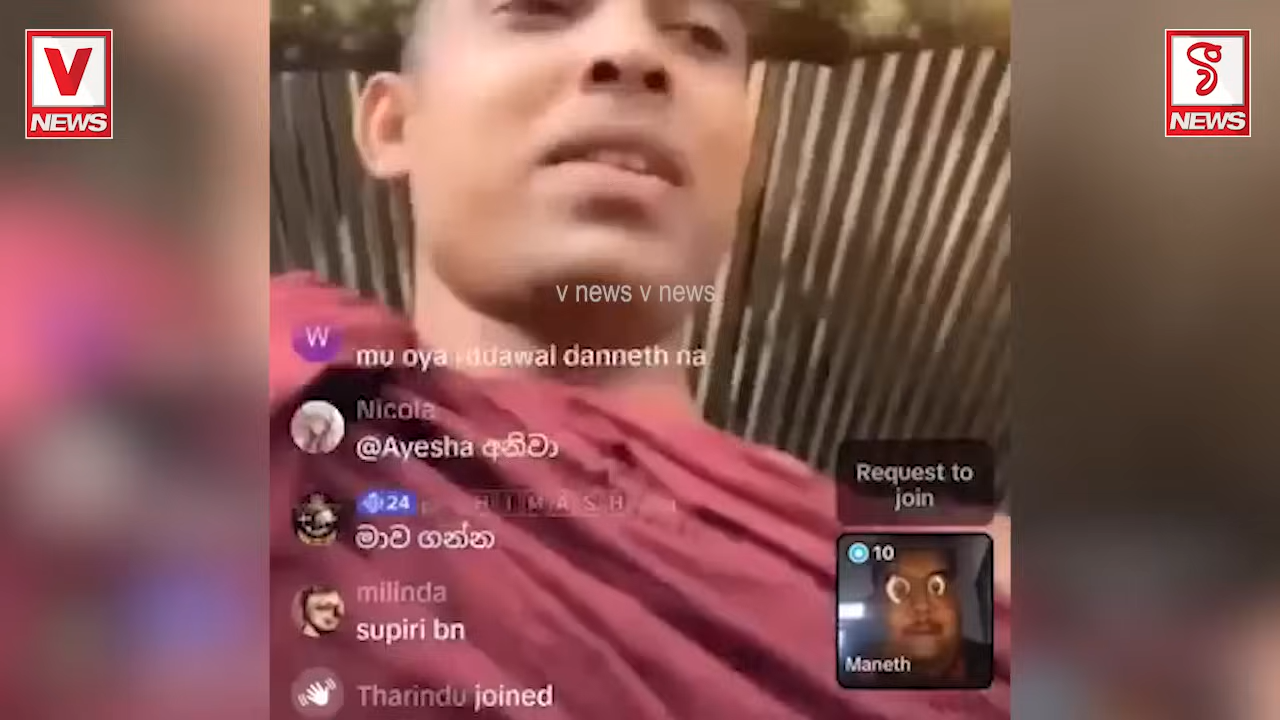 V
NEWS
NEWS
v news v news
W
mu oya danneth na
Nicola
@Ayesha අනිවා
24
H I M A S H
මාව ගන්න
milinda
supiri bn
Tharindu joined
Request to
join
10
Maneth